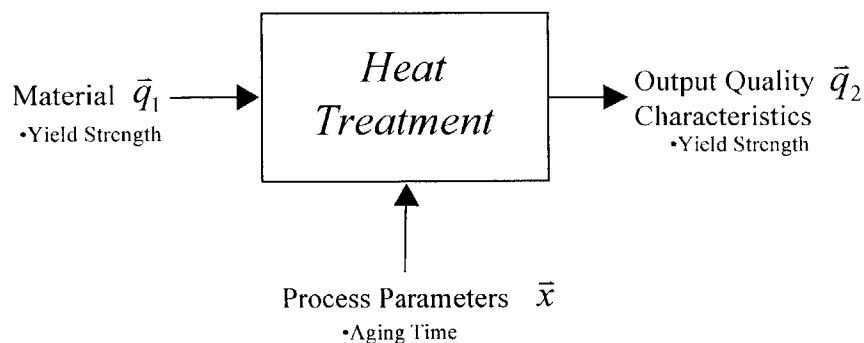 Material q̄₁
•Yield Strength
Heat
Treatment
Output Quality q̄₂
Characteristics
•Yield Strength
Process Parameters x̄
•Aging Time